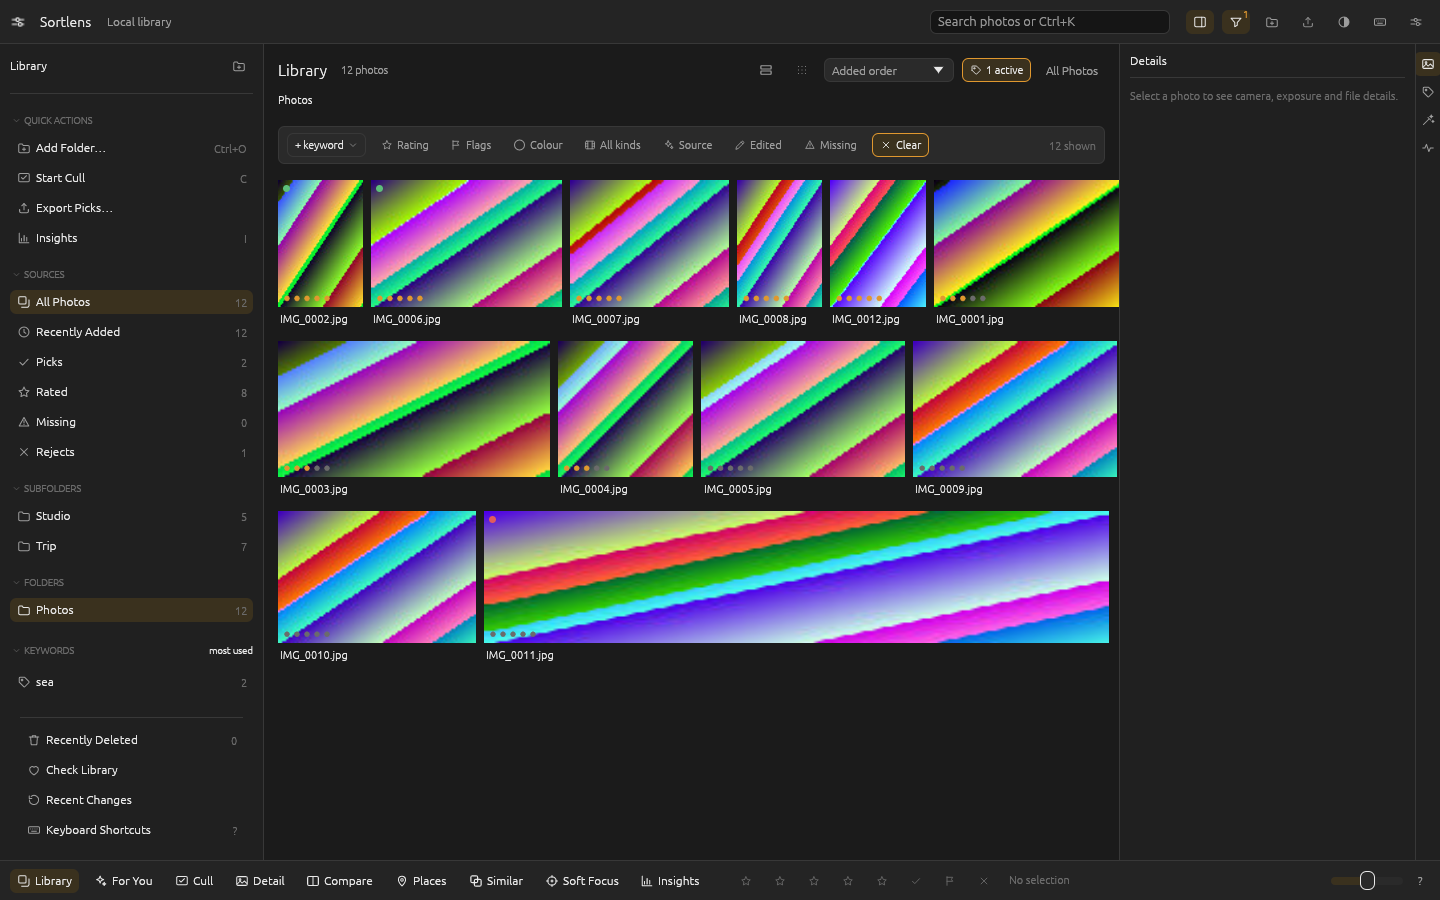 Sortlens Local library Search photos or Ctrl+K 1
Library
QUICK ACTIONS
Add Folder... Ctrl+O
Start Cull C
Export Picks...
Insights I
SOURCES
All Photos 12
Recently Added 12
Picks 2
Rated 8
Missing 0
Rejects 1
SUBFOLDERS
Studio 5
Trip 7
FOLDERS
Photos 12
KEYWORDS most used
sea 2
Recently Deleted 0
Check Library
Recent Changes
Keyboard Shortcuts ?
Library 12 photos Added order 1 active All Photos
Photos
+ keyword Rating Flags Colour All kinds Source Edited Missing Clear 12 shown
IMG_0002.jpg IMG_0006.jpg IMG_0007.jpg IMG_0008.jpg IMG_0012.jpg IMG_0001.jpg
IMG_0003.jpg IMG_0004.jpg IMG_0005.jpg IMG_0009.jpg
IMG_0010.jpg IMG_0011.jpg
Details
Select a photo to see camera, exposure and file details.
Library For You Cull Detail Compare Places Similar Soft Focus Insights No selection ?